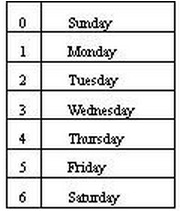 0 Sunday
1 Monday
2 Tuesday
3 Wednesday
4 Thursday
5 Friday
6 Saturday